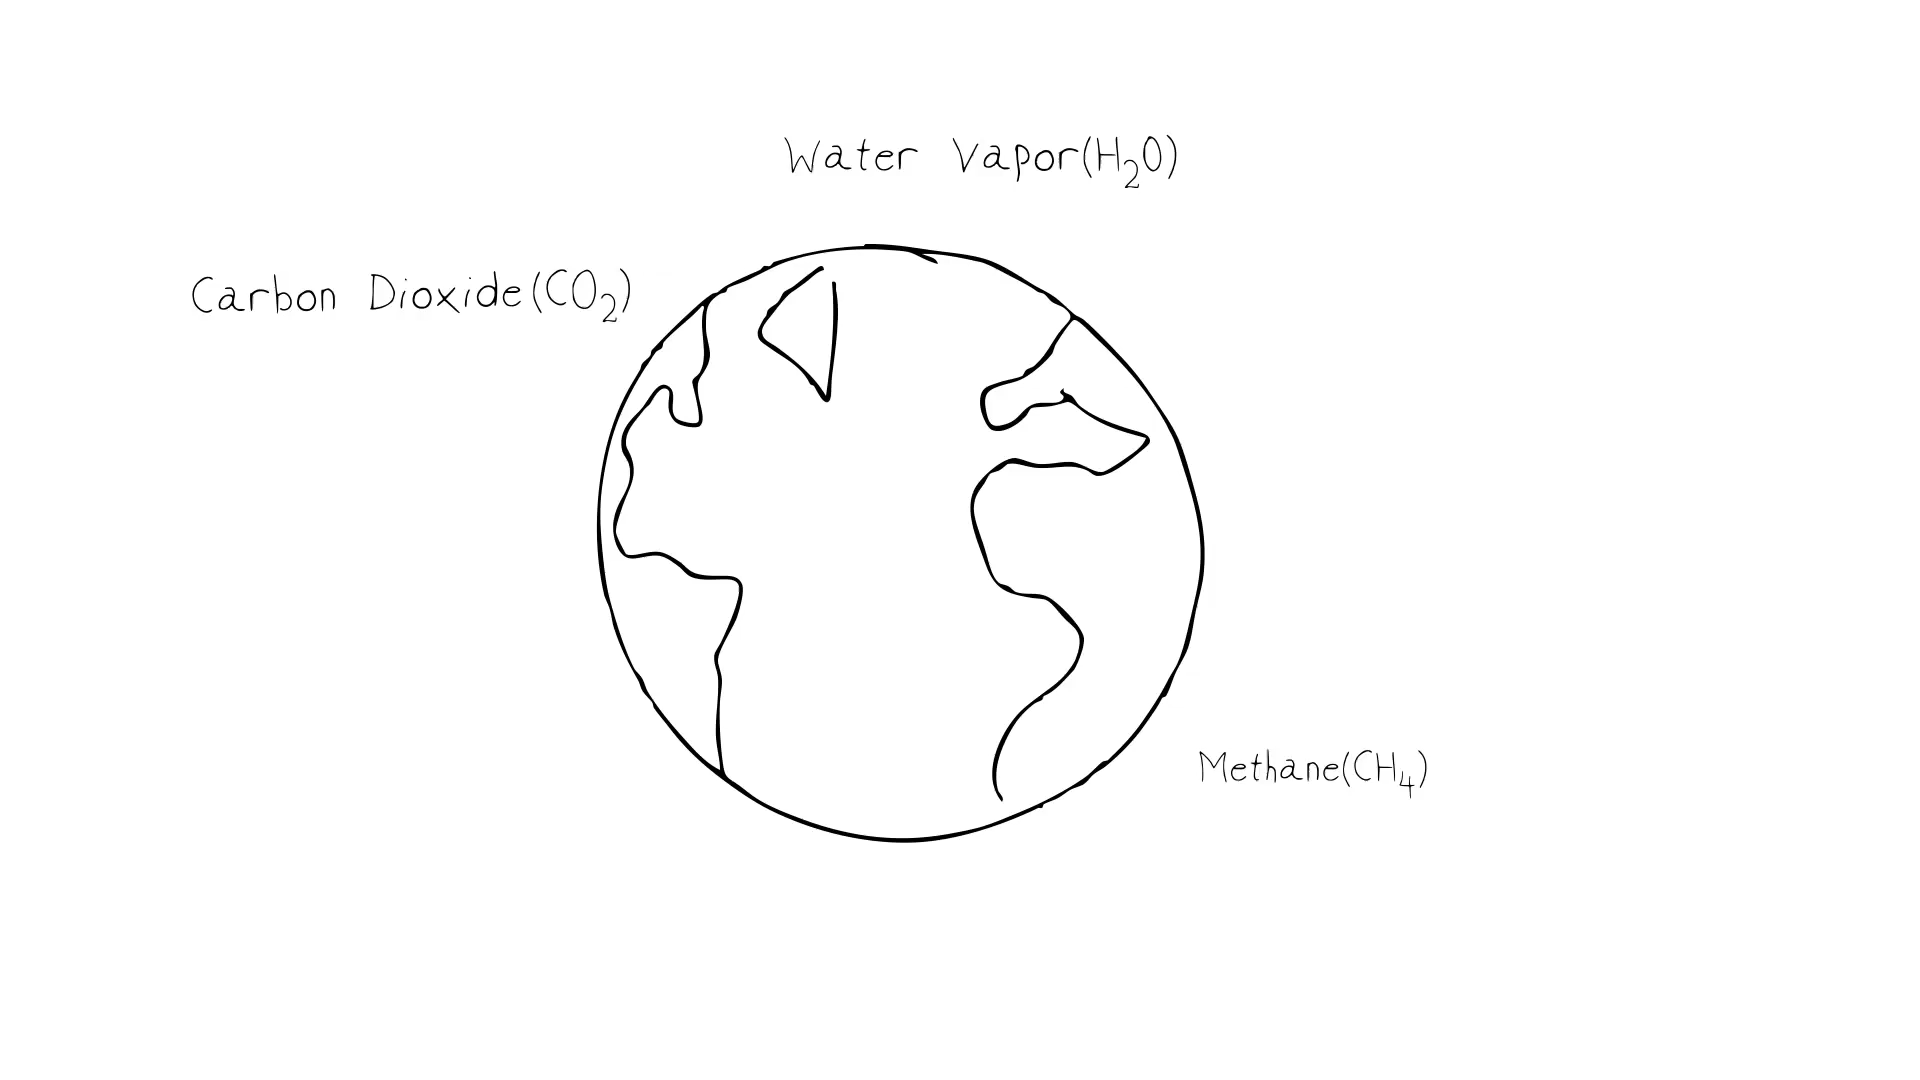 Water Vapor(H₂O)
Carbon Dioxide(CO₂)
Methane(CH₄)